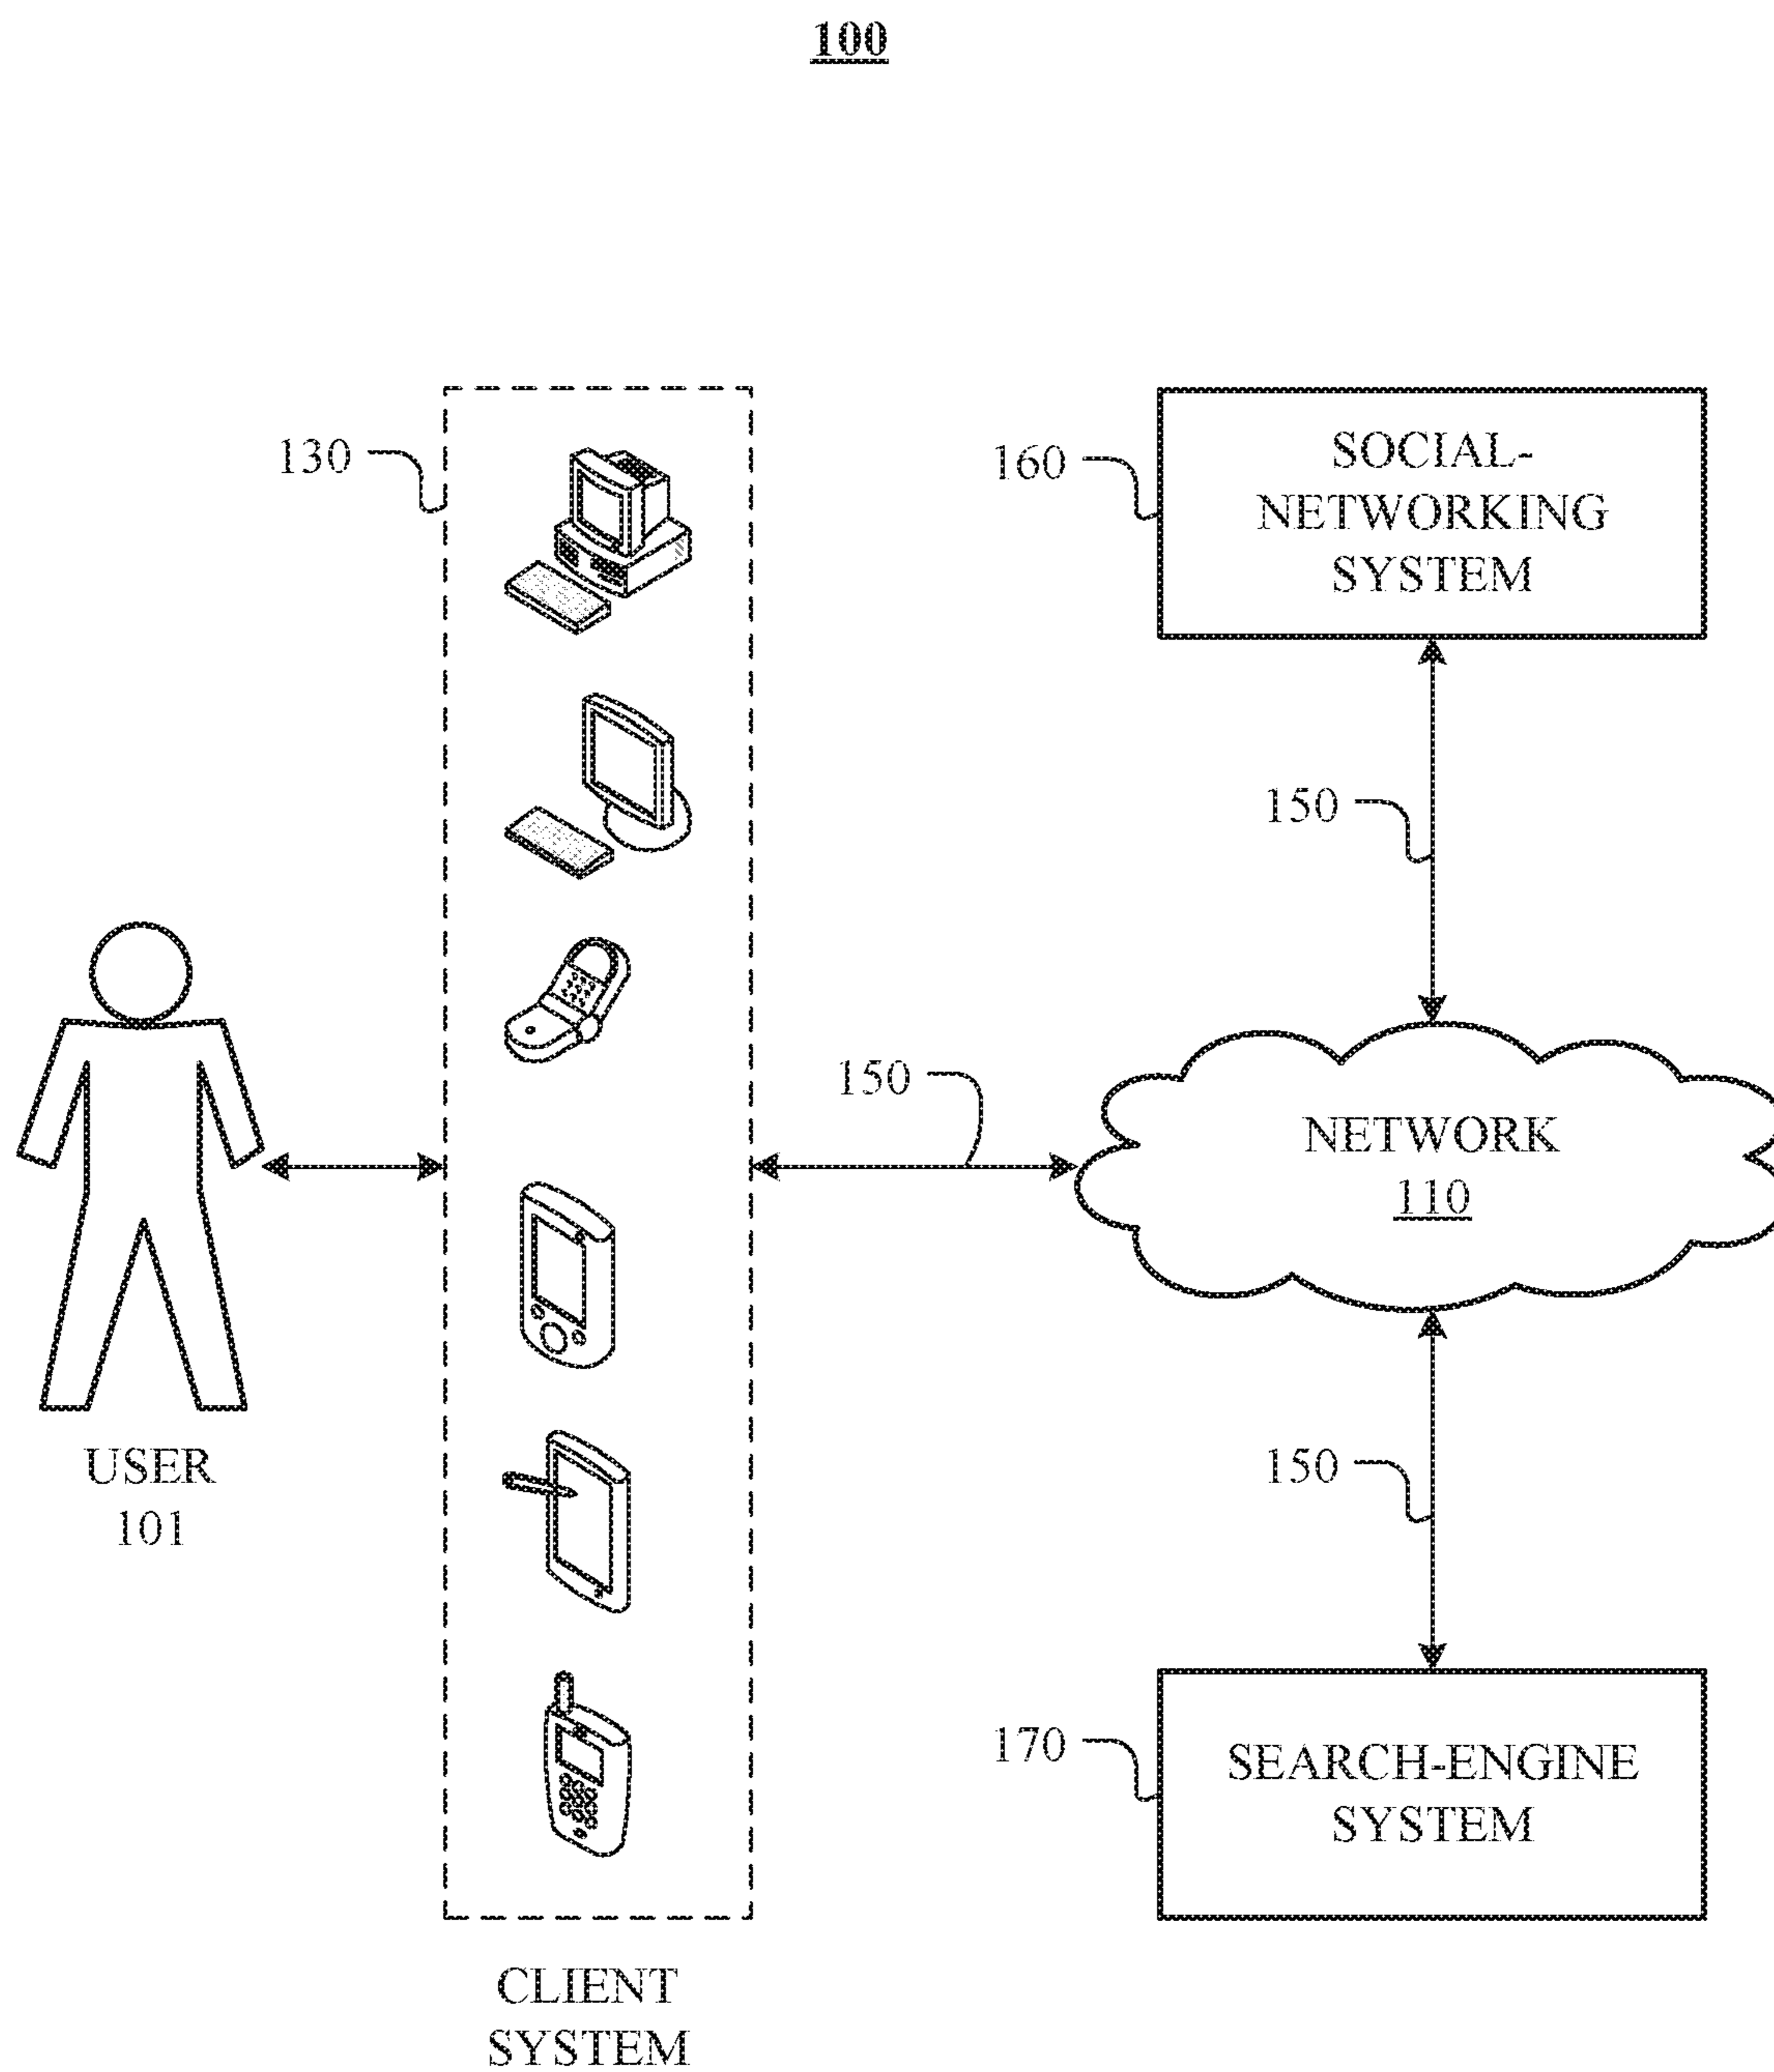 100
130
160
SOCIAL-
NETWORKING
SYSTEM
150
150
NETWORK
110
USER
101
150
170
SEARCH-ENGINE
SYSTEM
CLIENT
SYSTEM